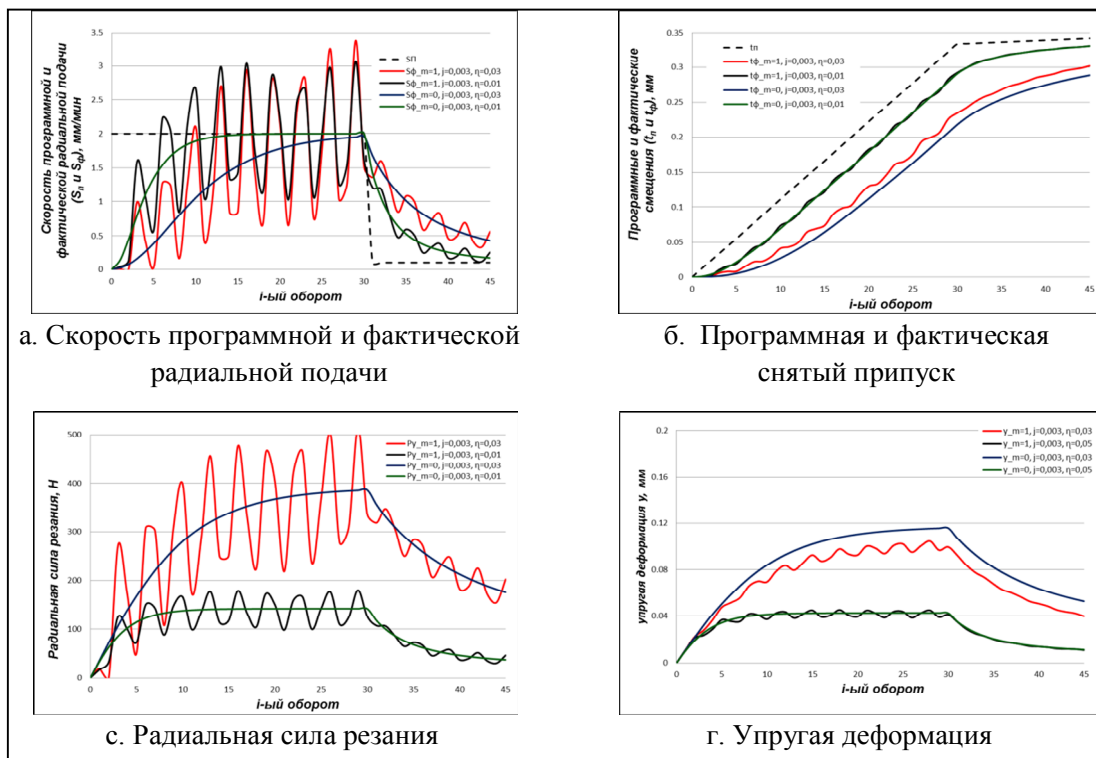 Скорость программной и
фактической радиальной подачи
(Sп и Sф), мм/мин
3.5
3
2.5
2
1.5
1
0.5
0
0 5 10 15 20 25 30 35 40 45
i-ый оборот
sп
Sф_m=1, j=0,003, η=0,03
Sф_m=1, j=0,003, η=0,01
Sф_m=0, j=0,003, η=0,03
Sф_m=0, j=0,003, η=0,01
а. Скорость программной и фактической
радиальной подачи
Программные и фактические
смещения (tп и tф), мм
0.35
0.3
0.25
0.2
0.15
0.1
0.05
0
0 5 10 15 20 25 30 35 40 45
i-ый оборот
tп
tф_m=1, j=0,003, η=0,03
tф_m=1, j=0,003, η=0,01
tф_m=0, j=0,003, η=0,03
tф_m=0, j=0,003, η=0,01
б. Программная и фактическая
снятый припуск
Радиальная сила резания, Н
500
400
300
200
100
0
0 5 10 15 20 25 30 35 40 45
i-ый оборот
Py_m=1, j=0,003, η=0,03
Py_m=1, j=0,003, η=0,01
Py_m=0, j=0,003, η=0,03
Py_m=0, j=0,003, η=0,01
с. Радиальная сила резания
упругая деформация y, мм
0.2
0.16
0.12
0.08
0.04
0
0 5 10 15 20 25 30 35 40 45
i-ый оборот
y_m=1, j=0,003, η=0,03
y_m=1, j=0,003, η=0,05
y_m=0, j=0,003, η=0,03
y_m=0, j=0,003, η=0,05
г. Упругая деформация